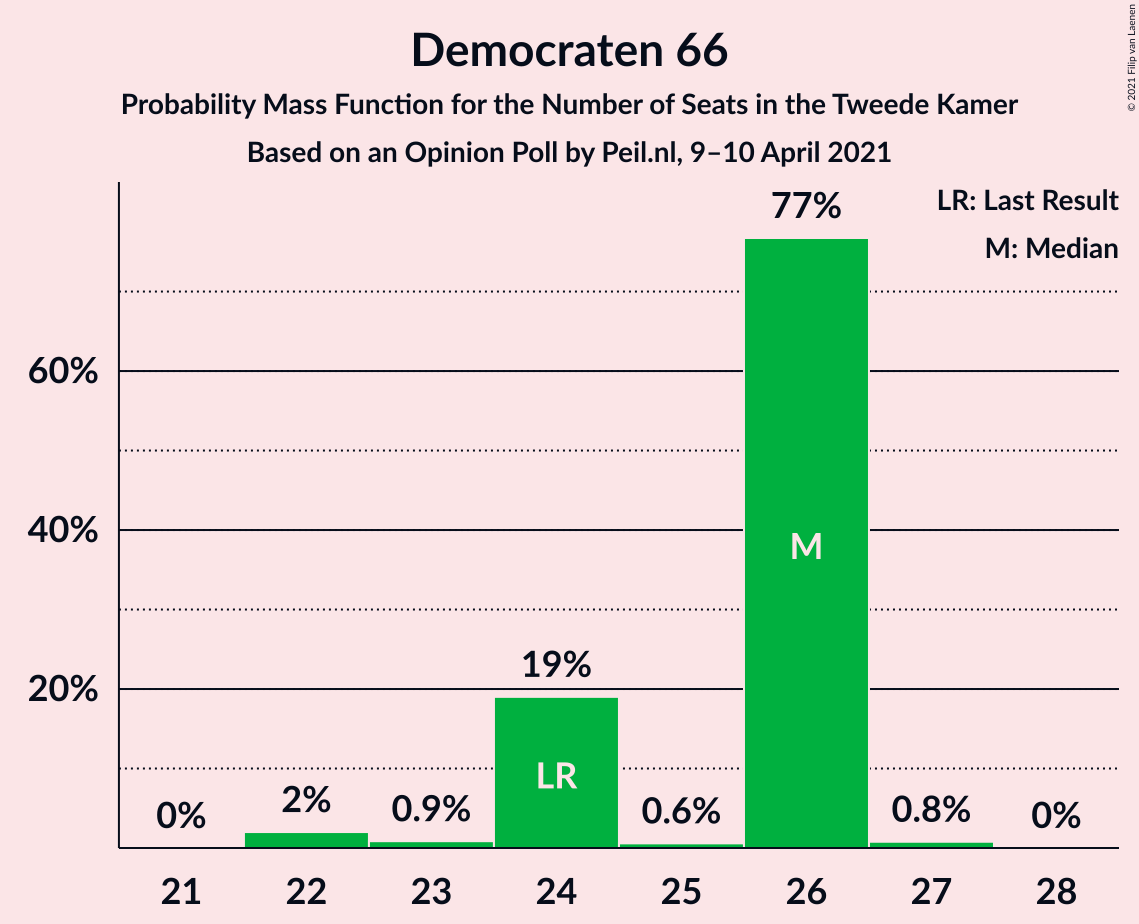 Democraten 66
Probability Mass Function for the Number of Seats in the Tweede Kamer
Based on an Opinion Poll by Peil.nl, 9–10 April 2021
© 2021 Filip van Laenen
LR: Last Result
M: Median
60%
40%
20%
0%
2%
0.9%
19%
0.6%
77%
0.8%
0%
LR
M
21
22
23
24
25
26
27
28